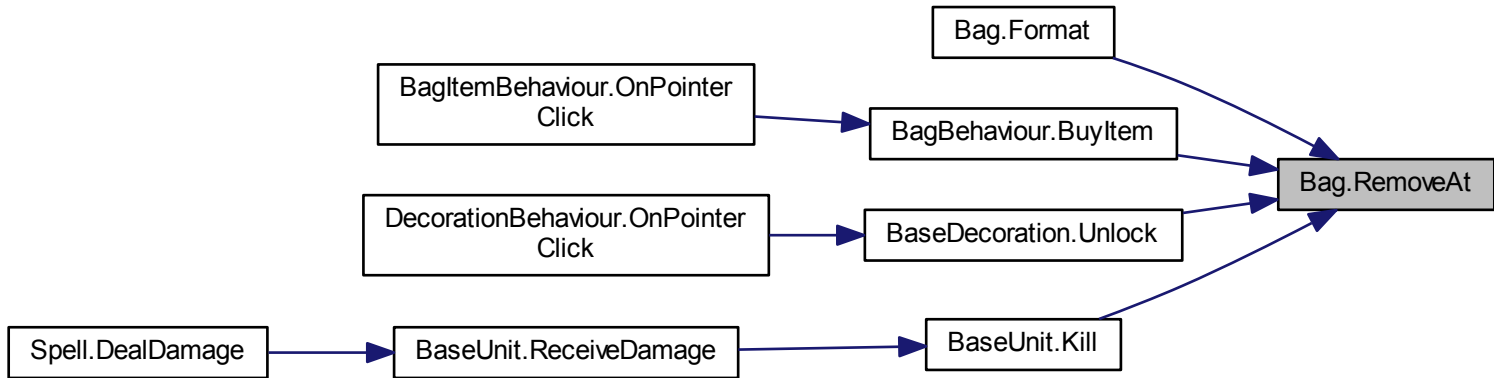 Bag.Format
BagItemBehaviour.OnPointer
Click
BagBehaviour.BuyItem
Bag.RemoveAt
DecorationBehaviour.OnPointer
Click
BaseDecoration.Unlock
Spell.DealDamage
BaseUnit.ReceiveDamage
BaseUnit.Kill